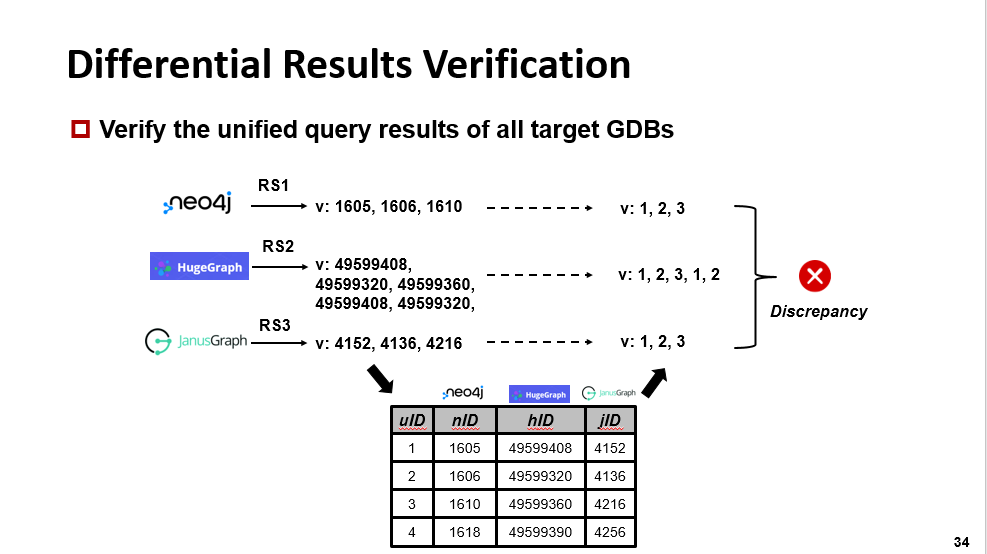 Differential Results Verification
Verify the unified query results of all target GDBs
neo4j
RS1
v: 1605, 1606, 1610
v: 1, 2, 3
HugeGraph
RS2
v: 49599408,
49599320, 49599360,
49599408, 49599320,
v: 1, 2, 3, 1, 2
Discrepancy
JanusGraph
RS3
v: 4152, 4136, 4216
v: 1, 2, 3
neo4j HugeGraph JanusGraph
uID nID hID jID
1 1605 49599408 4152
2 1606 49599320 4136
3 1610 49599360 4216
4 1618 49599390 4256
34